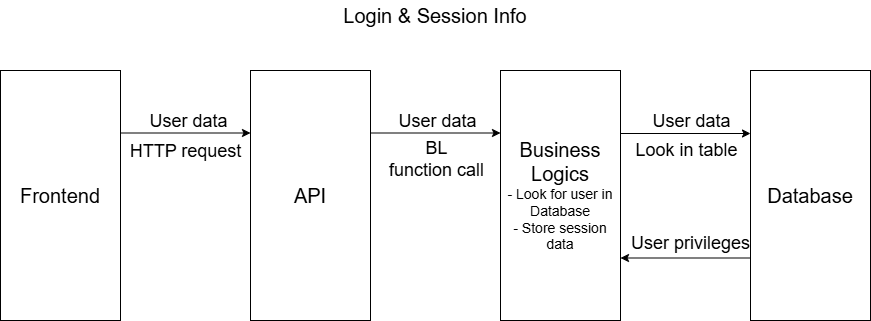 Login & Session Info
User data
HTTP request
User data
BL
function call
User data
Look in table
Frontend
API
Business
Logics
- Look for user in
Database
- Store session
data
Database
User privileges